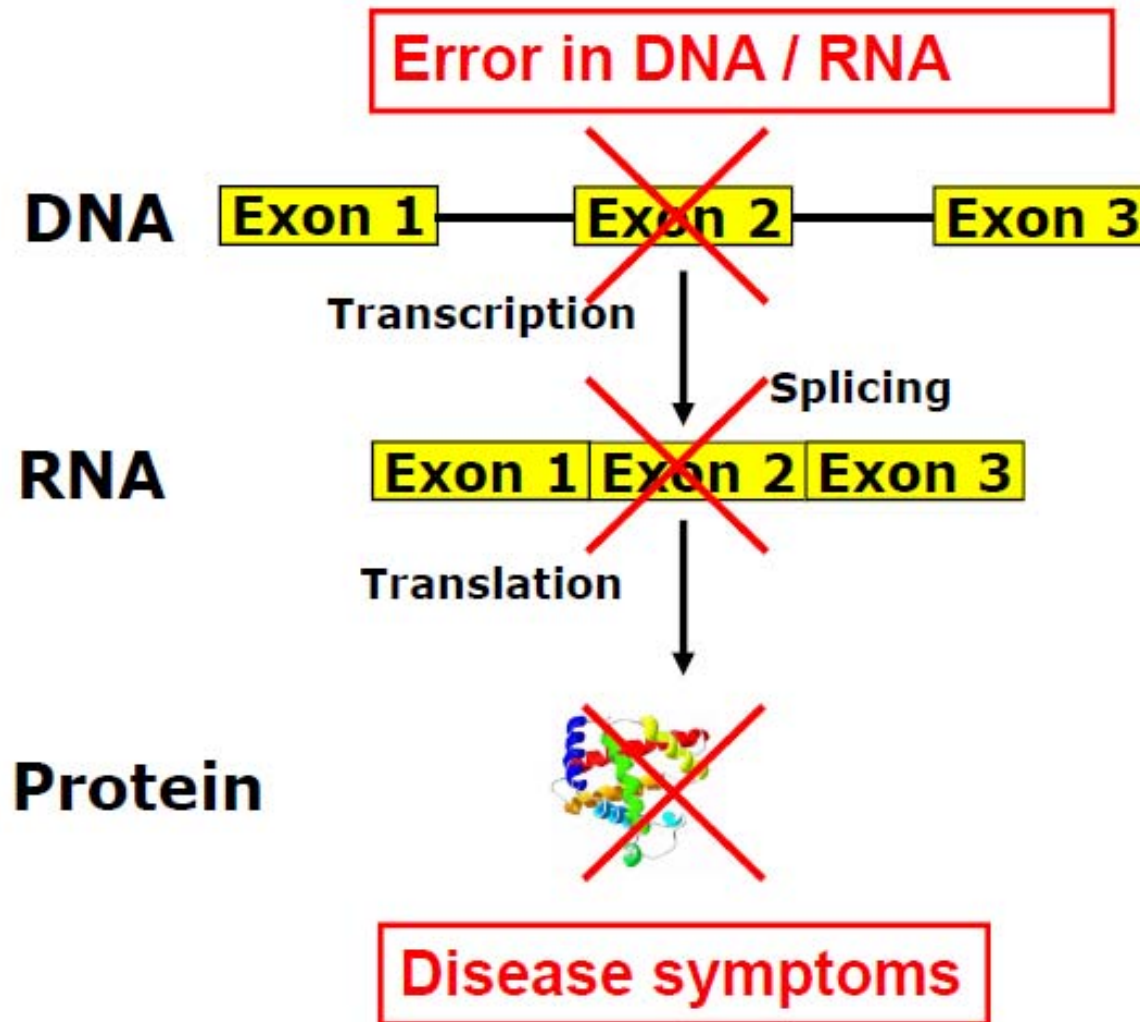 Error in DNA / RNA
DNA Exon 1 Exon 2 Exon 3
Transcription
Splicing
RNA Exon 1 Exon 2 Exon 3
Translation
Protein
Disease symptoms